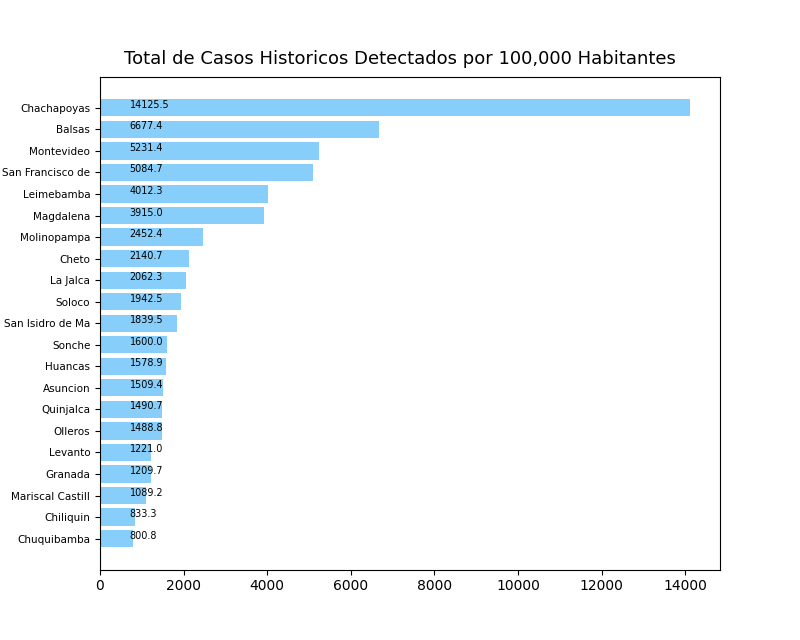 Total de Casos Historicos Detectados por 100,000 Habitantes
Chachapoyas 14125.5
Balsas 6677.4
Montevideo 5231.4
San Francisco de 5084.7
Leimebamba 4012.3
Magdalena 3915.0
Molinopampa 2452.4
Cheto 2140.7
La Jalca 2062.3
Soloco 1942.5
San Isidro de Ma 1839.5
Sonche 1600.0
Huancas 1578.9
Asuncion 1509.4
Quinjalca 1490.7
Olleros 1488.8
Levanto 1221.0
Granada 1209.7
Mariscal Castill 1089.2
Chiliquin 833.3
Chuquibamba 800.8
0 2000 4000 6000 8000 10000 12000 14000